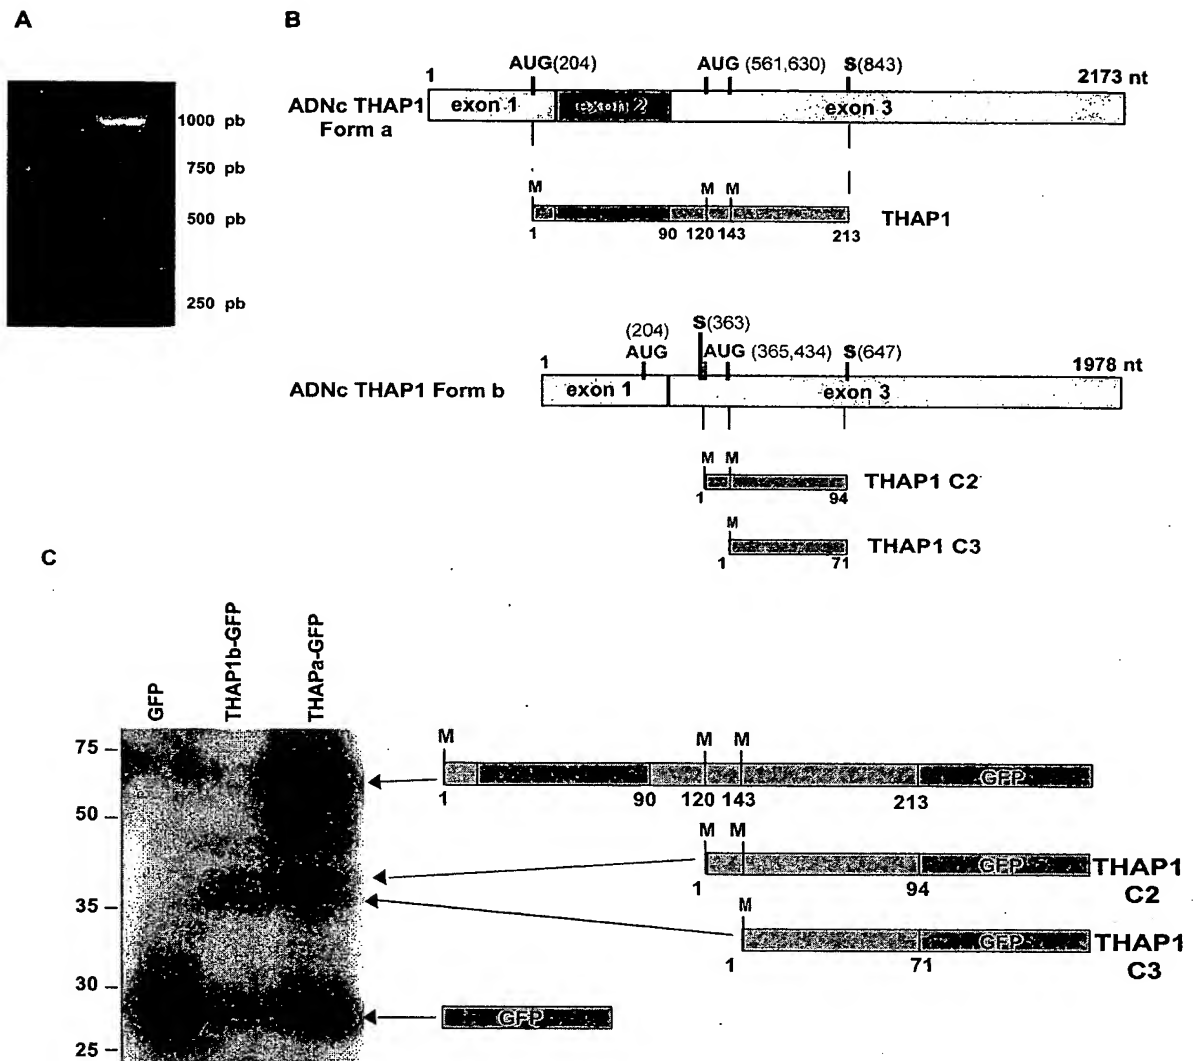 A
1000 pb
750 pb
500 pb
250 pb
B
1
AUG(204)
AUG (561,630)
S(843)
2173 nt
ADNc THAP1
Form a
exon 1
exon 2
exon 3
M
M M
THAP1
1
90 120 143
213
(204)
S(363)
1
AUG
AUG (365,434)
S(647)
1978 nt
ADNc THAP1 Form b
exon 1
exon 3
M M
THAP1 C2
1
94
M
THAP1 C3
1
71
C
GFP
THAP1b-GFP
THAPa-GFP
75
50
35
30
25
M
M M
GFP
1
90 120 143
213
M M
GFP
THAP1
C2
1
94
M
GFP
THAP1
C3
1
71
GFP